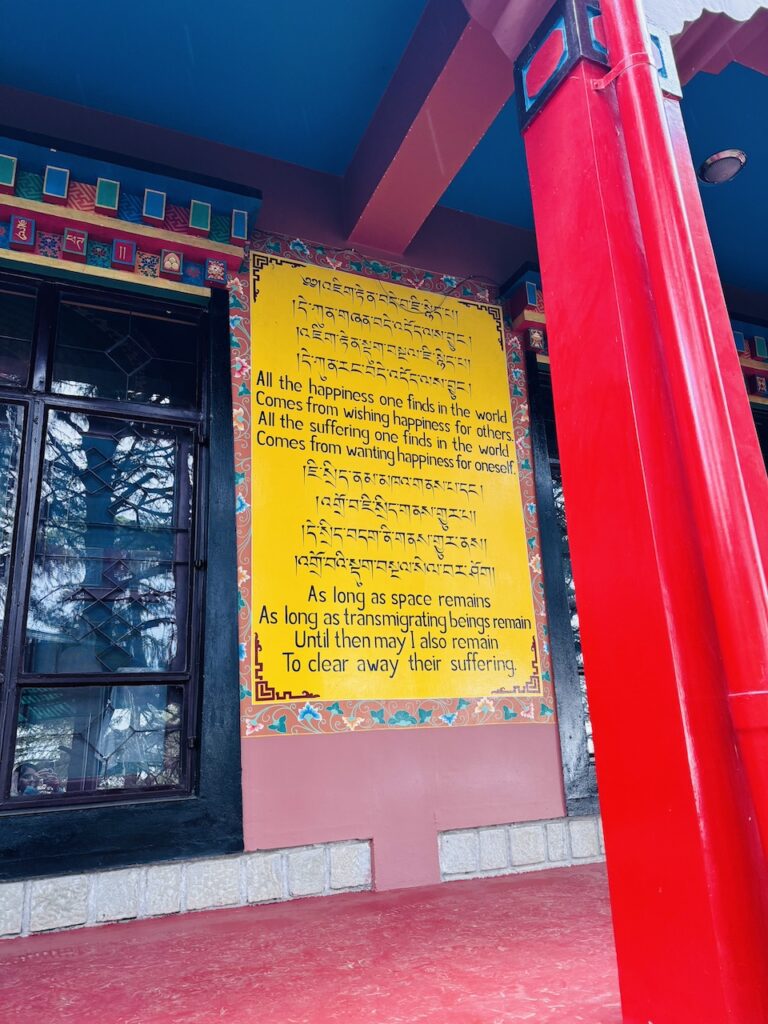 ༄༅། །འཇིག་རྟེན་བདེ་བ་ཇི་སྙེད་པ།
།དེ་ཀུན་གཞན་བདེ་འདོད་ལས་བྱུང་།
།འཇིག་རྟེན་སྡུག་བསྔལ་ཇི་སྙེད་པ།
།དེ་ཀུན་རང་བདེ་འདོད་ལས་བྱུང་།
All the happiness one finds in the world
Comes from wishing happiness for others.
All the suffering one finds in the world
Comes from wanting happiness for oneself.
།ཇི་སྲིད་ནམ་མཁའ་གནས་པ་དང་།
།འགྲོ་བ་ཇི་སྲིད་གནས་གྱུར་པ།
།དེ་སྲིད་བདག་ནི་གནས་གྱུར་ནས།
།འགྲོ་བའི་སྡུག་བསྔལ་སེལ་བར་ཤོག།
As long as space remains
As long as transmigrating beings remain
Until then may I also remain
To clear away their suffering.